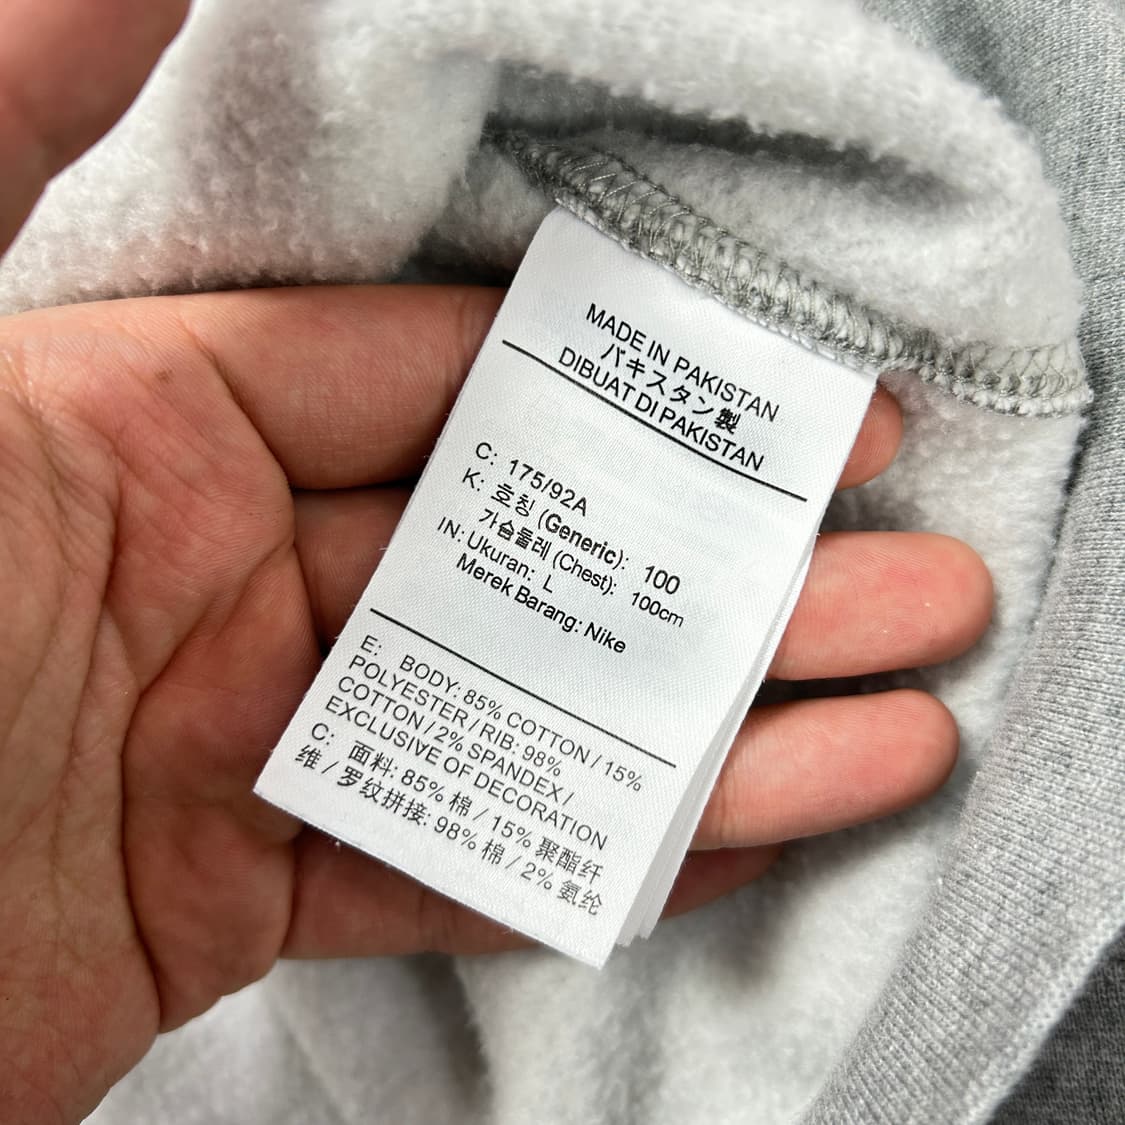 MADE IN PAKISTAN
パキスタン製
DIBUAT DI PAKISTAN
C: 175/92A
K: 호칭 (Generic): 100
가슴둘레 (Chest): 100cm
IN: Ukuran: L
Merek Barang: Nike
E: BODY: 85% COTTON / 15%
POLYESTER / RIB: 98%
COTTON / 2% SPANDEX /
EXCLUSIVE OF DECORATION
C: 面料: 85% 棉 / 15% 聚酯纤
维 / 罗纹拼接: 98% 棉 / 2% 氨纶